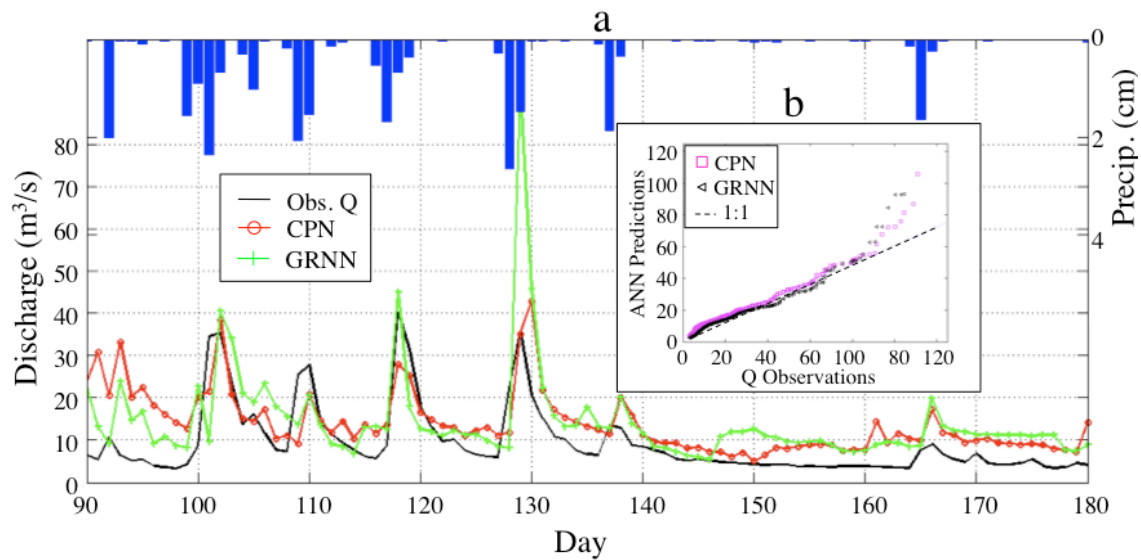 a
0
2
4
Precip. (cm)
80
70
60
50
40
30
20
10
0
Discharge (m³/s)
Obs. Q
CPN
GRNN
b
120
100
80
60
40
20
0
ANN Predictions
CPN
GRNN
1:1
0 20 40 60 100 80 120
Q Observations
90 100 110 120 130 140 150 160 170 180
Day